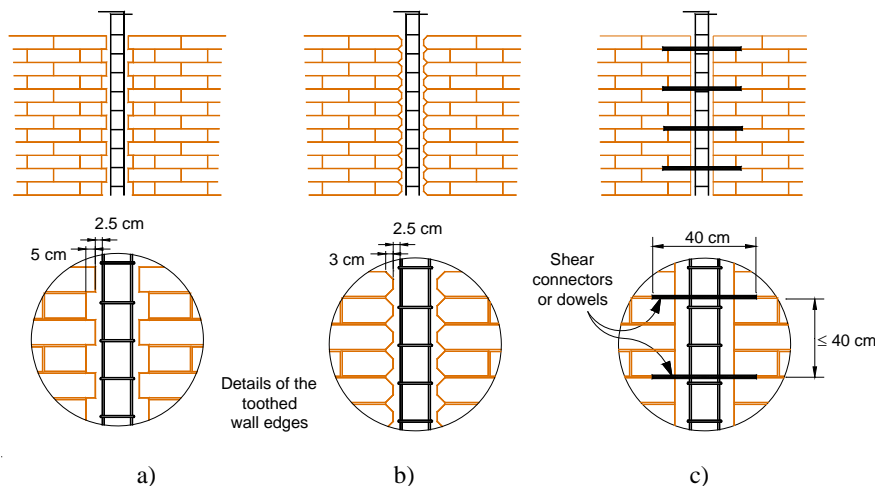 2.5 cm
5 cm
2.5 cm
3 cm
40 cm
Shear
connectors
or dowels
≤ 40 cm
Details of the
toothed
wall edges
a)
b)
c)